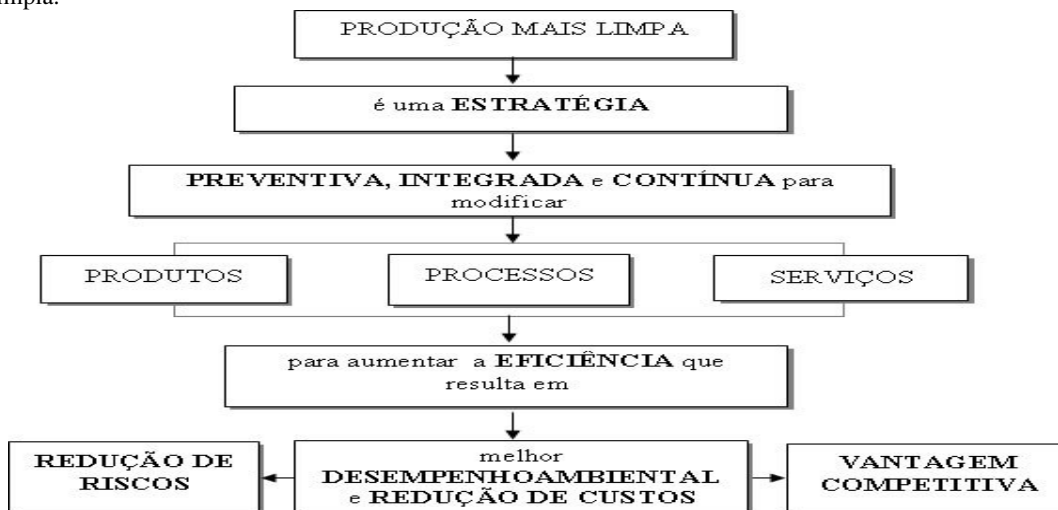 PRODUÇÃO MAIS LIMPA
é uma ESTRATÉGIA
PREVENTIVA, INTEGRADA e CONTÍNUA para
modificar
PRODUTOS
PROCESSOS
SERVIÇOS
para aumentar a EFICIÊNCIA que
resulta em
REDUÇÃO DE
RISCOS
melhor
DESEMPENHOAMBIENTAL
e REDUÇÃO DE CUSTOS
VANTAGEM
COMPETITIVA